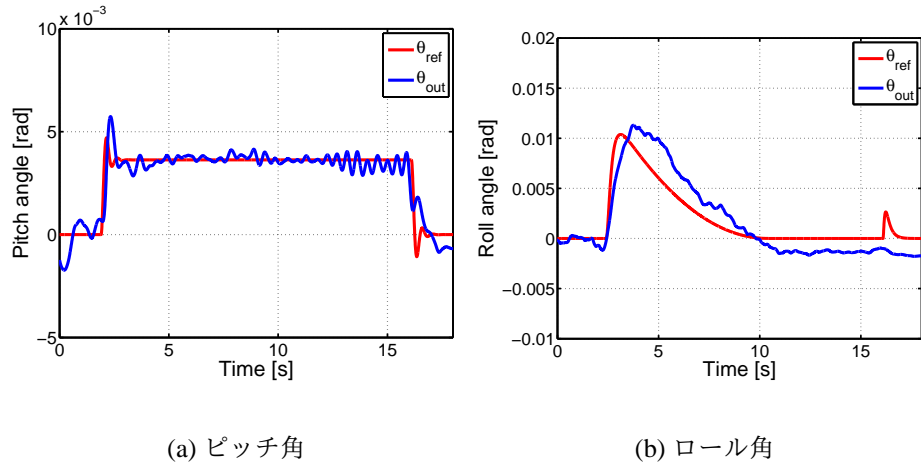 x 10⁻³
10
5
0
−5
Pitch angle [rad]
θref
θout
0 5 10 15
Time [s]
(a) ピッチ角
0.02
0.015
0.01
0.005
0
−0.005
−0.01
Roll angle [rad]
θref
θout
0 5 10 15
Time [s]
(b) ロール角